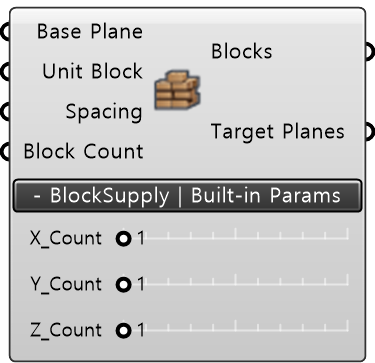 Base Plane
Unit Block
Spacing
Block Count
Blocks
Target Planes
- BlockSupply | Built-in Params
X_Count 1
Y_Count 1
Z_Count 1